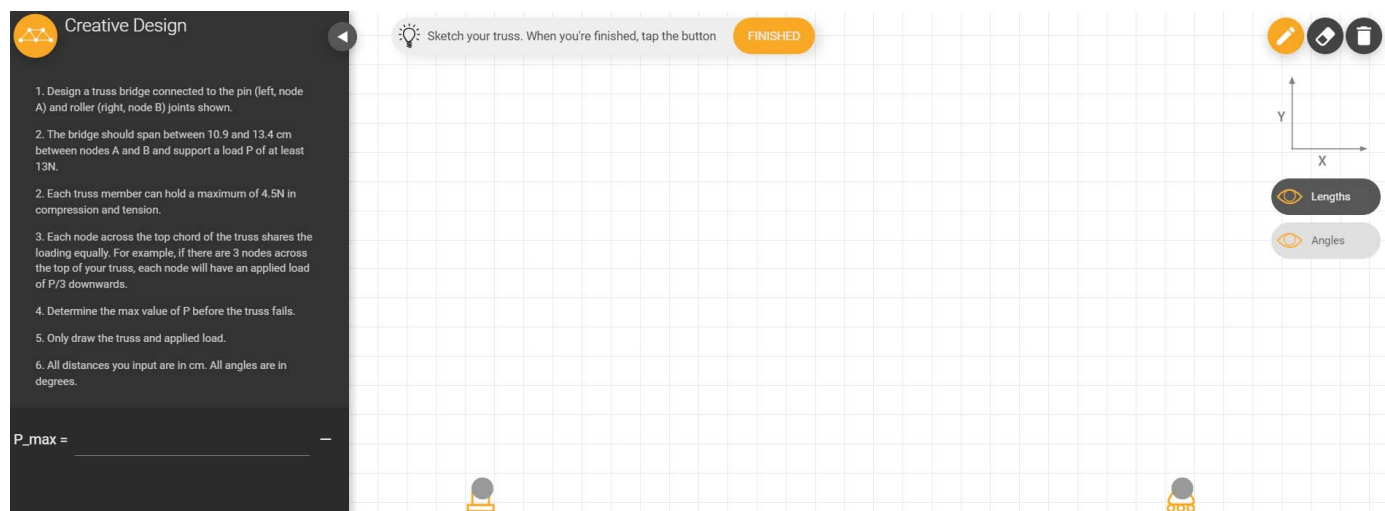 Creative Design
Sketch your truss. When you're finished, tap the button
FINISHED
1. Design a truss bridge connected to the pin (left, node
A) and roller (right, node B) joints shown.
2. The bridge should span between 10.9 and 13.4 cm
between nodes A and B and support a load P of at least
13N.
2. Each truss member can hold a maximum of 4.5N in
compression and tension.
3. Each node across the top chord of the truss shares the
loading equally. For example, if there are 3 nodes across
the top of your truss, each node will have an applied load
of P/3 downwards.
4. Determine the max value of P before the truss fails.
5. Only draw the truss and applied load.
6. All distances you input are in cm. All angles are in
degrees.
P_max =
Y
X
Lengths
Angles